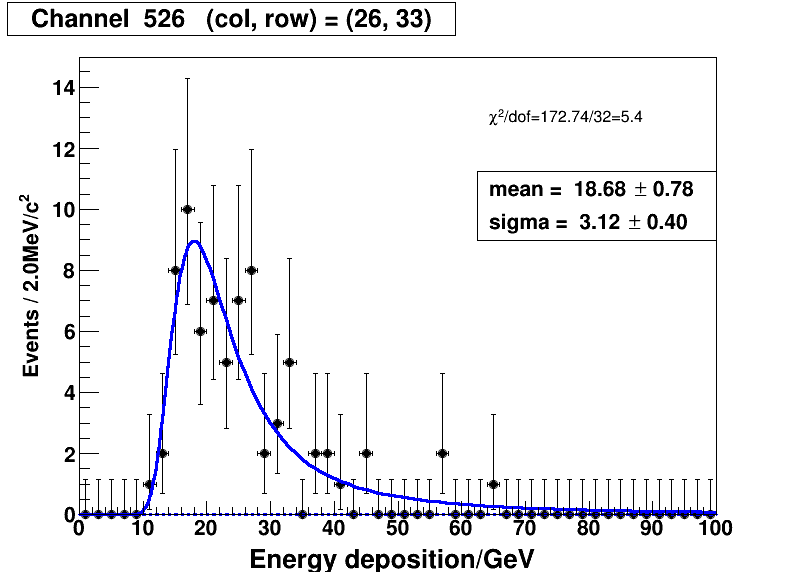 Channel 526 (col, row) = (26, 33)
χ²/dof=172.74/32=5.4
mean = 18.68 ± 0.78
sigma = 3.12 ± 0.40
Events / 2.0MeV/c²
14
12
10
8
6
4
2
0
0 10 20 30 40 50 60 70 80 90 100
Energy deposition/GeV